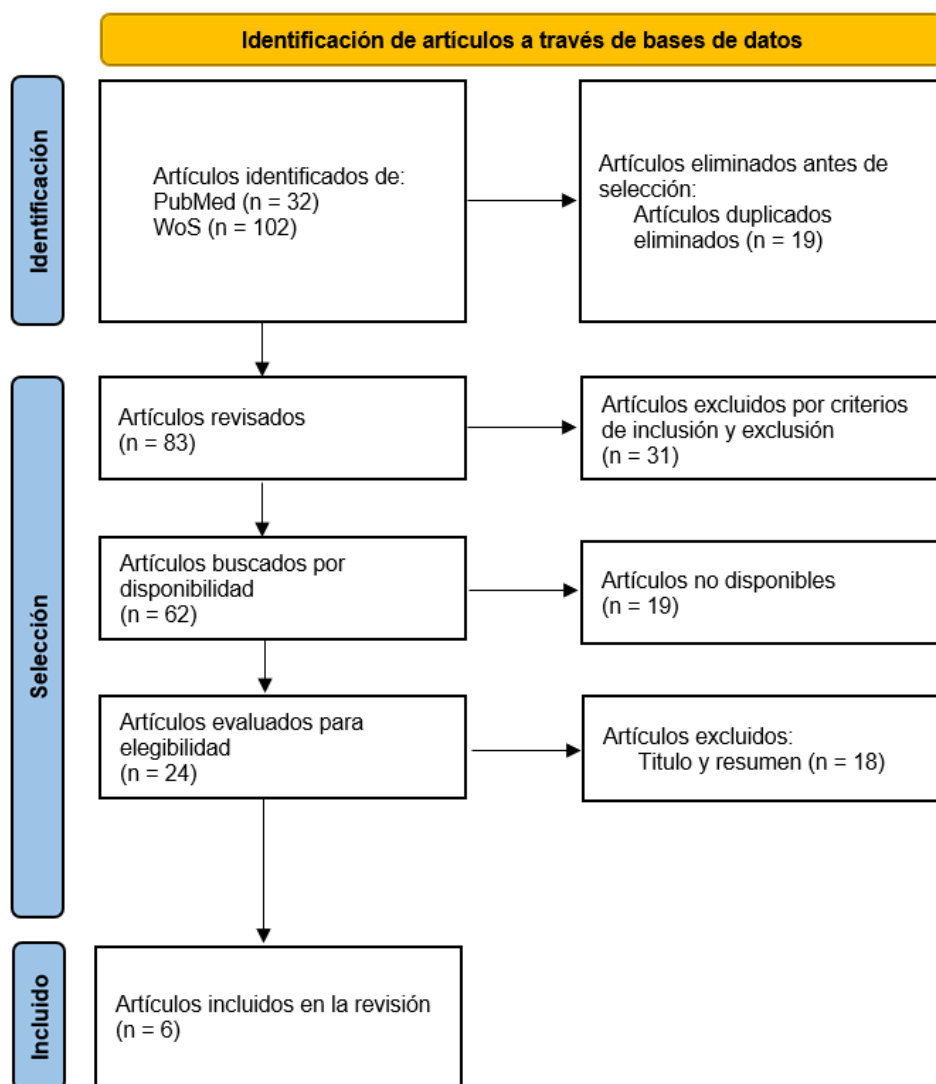 Identificación de artículos a través de bases de datos
Identificación
Artículos identificados de:
PubMed (n = 32)
WoS (n = 102)
Artículos eliminados antes de
selección:
Artículos duplicados
eliminados (n = 19)
Selección
Artículos revisados
(n = 83)
Artículos excluidos por criterios
de inclusión y exclusión
(n = 31)
Artículos buscados por
disponibilidad
(n = 62)
Artículos no disponibles
(n = 19)
Artículos evaluados para
elegibilidad
(n = 24)
Artículos excluidos:
Titulo y resumen (n = 18)
Incluido
Artículos incluidos en la revisión
(n = 6)